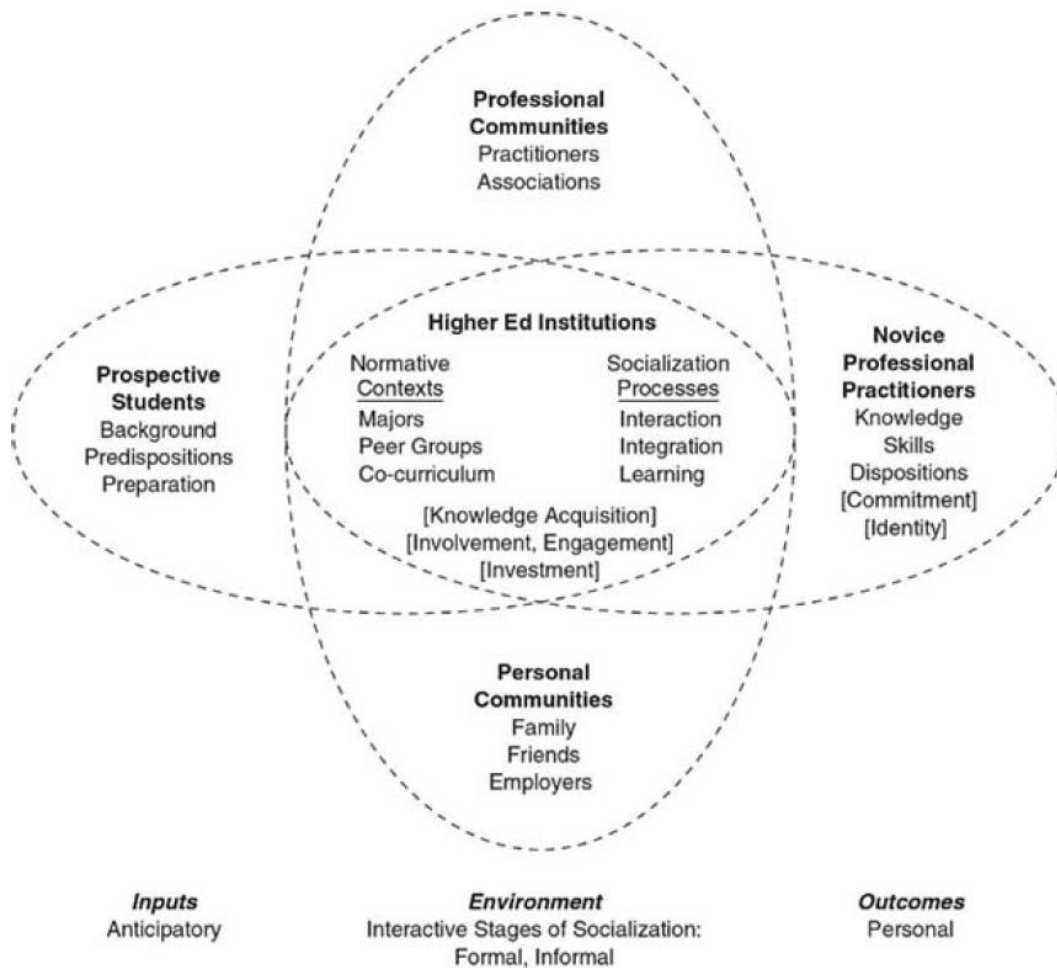 Professional
Communities
Practitioners
Associations
Higher Ed Institutions
Normative
Contexts
Majors
Peer Groups
Co-curriculum
Socialization
Processes
Interaction
Integration
Learning
[Knowledge Acquisition]
[Involvement, Engagement]
[Investment]
Prospective
Students
Background
Predispositions
Preparation
Novice
Professional
Practitioners
Knowledge
Skills
Dispositions
[Commitment]
[Identity]
Personal
Communities
Family
Friends
Employers
Inputs
Anticipatory
Environment
Interactive Stages of Socialization:
Formal, Informal
Outcomes
Personal